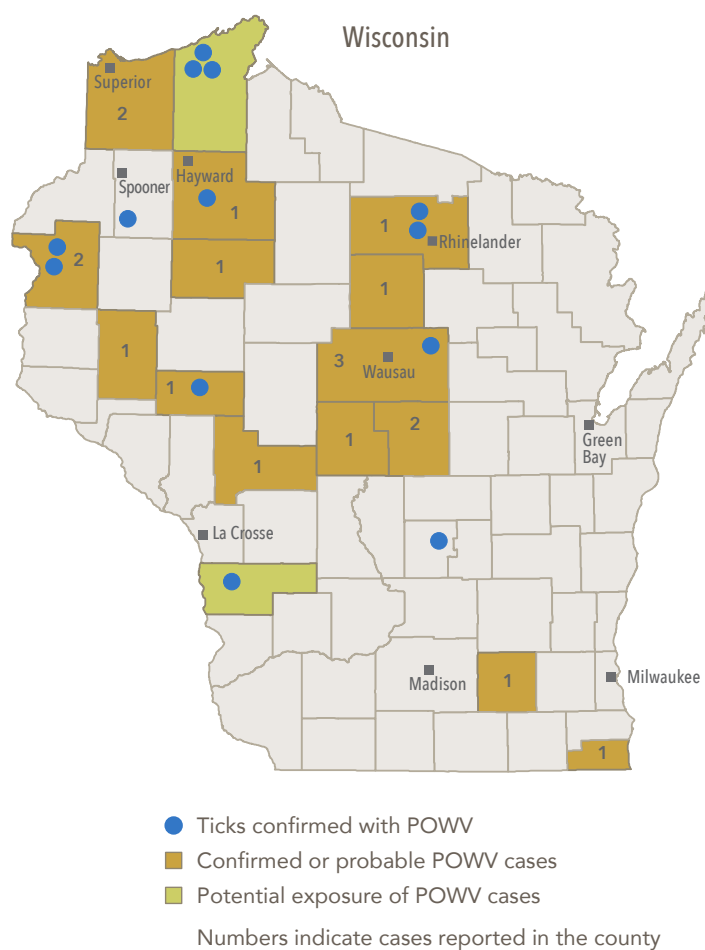 Wisconsin
Superior
2
Spooner
Hayward
1
1
Rhinelander
2
1
1
1
3
Wausau
1
1
2
Green
Bay
1
La Crosse
Madison
1
Milwaukee
1
Ticks confirmed with POWV
Confirmed or probable POWV cases
Potential exposure of POWV cases
Numbers indicate cases reported in the county